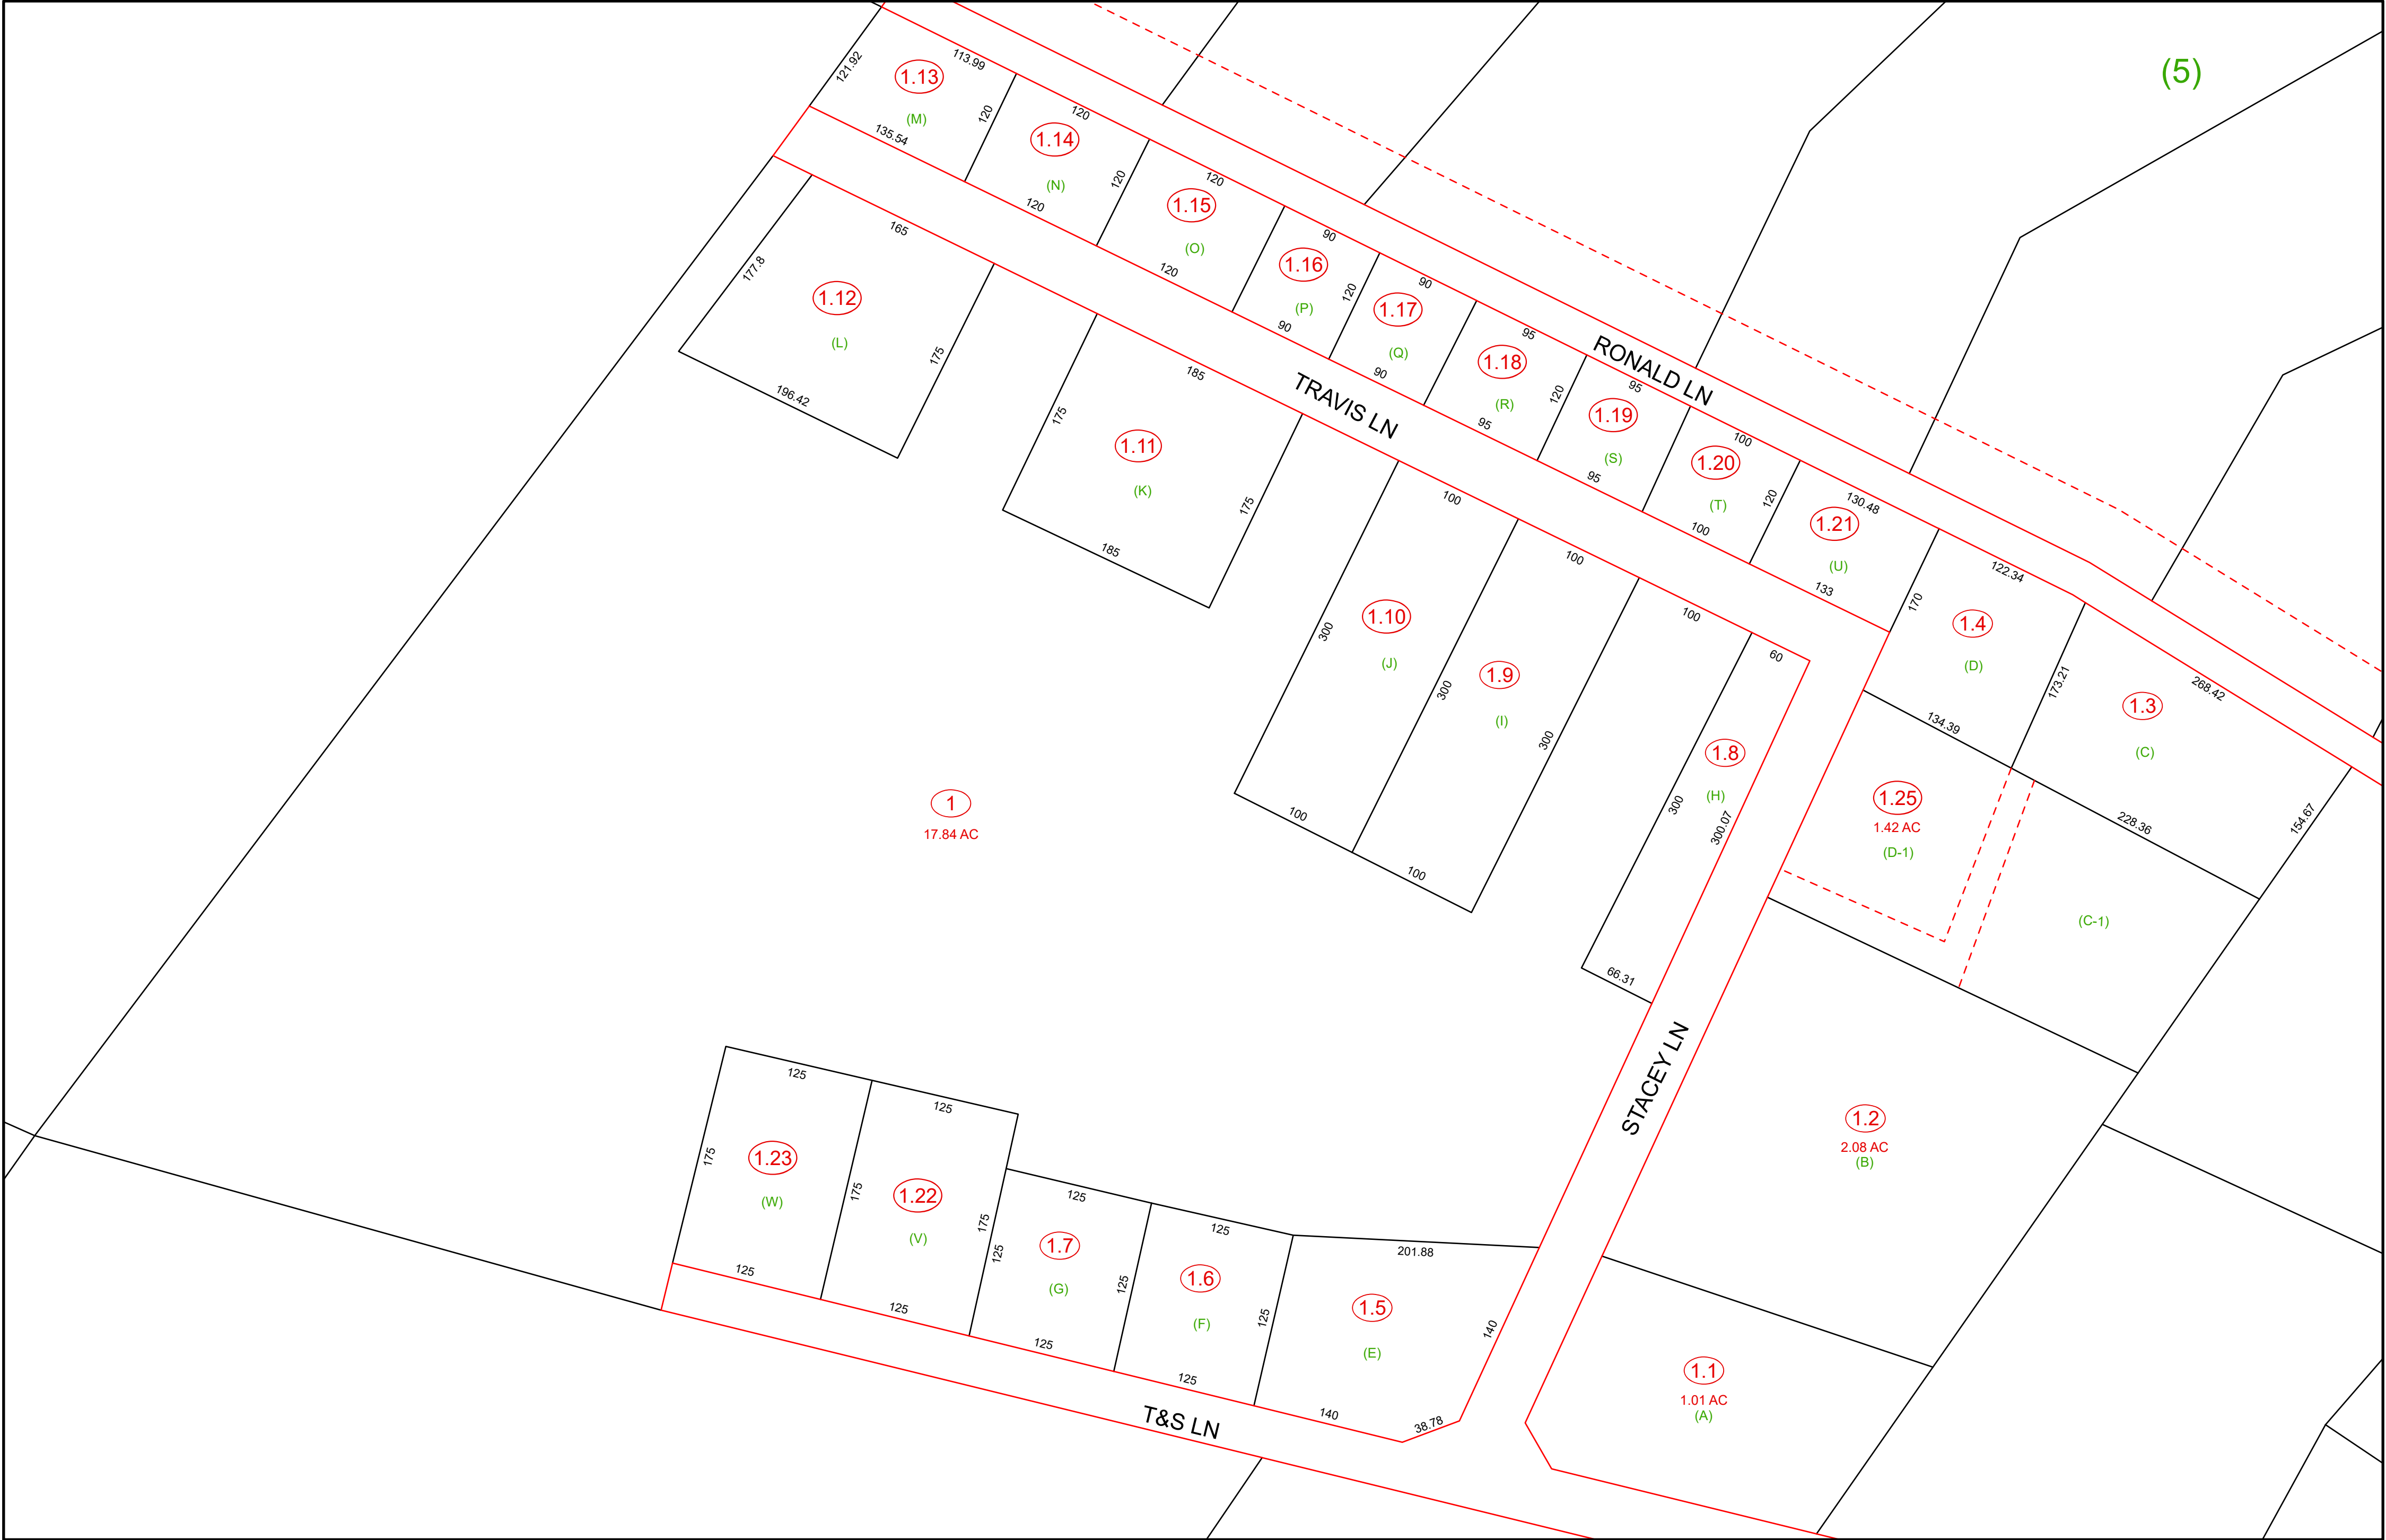 (5)
121.92
113.99
1.13
(M)
135.54
120
120
1.14
(N)
120
120
120
1.15
(O)
120
90
1.16
(P)
90
120
90
1.17
(Q)
90
95
1.18
(R)
95
120
95
1.19
(S)
95
100
1.20
(T)
100
120
130.48
1.21
(U)
133
RONALD LN
TRAVIS LN
165
177.8
1.12
(L)
175
196.42
185
175
1.11
(K)
175
185
100
1.10
(J)
300
300
100
100
1.9
(I)
300
100
100
60
1.8
(H)
300
300.07
66.31
122.34
170
1.4
(D)
173.21
134.39
268.42
1.3
(C)
154.67
228.36
1.25
1.42 AC
(D-1)
(C-1)
1
17.84 AC
STACEY LN
1.2
2.08 AC
(B)
125
175
1.23
(W)
175
125
125
1.22
(V)
175
125
125
125
1.7
(G)
125
125
125
1.6
(F)
125
125
201.88
1.5
(E)
140
140
38.78
1.1
1.01 AC
(A)
T&S LN